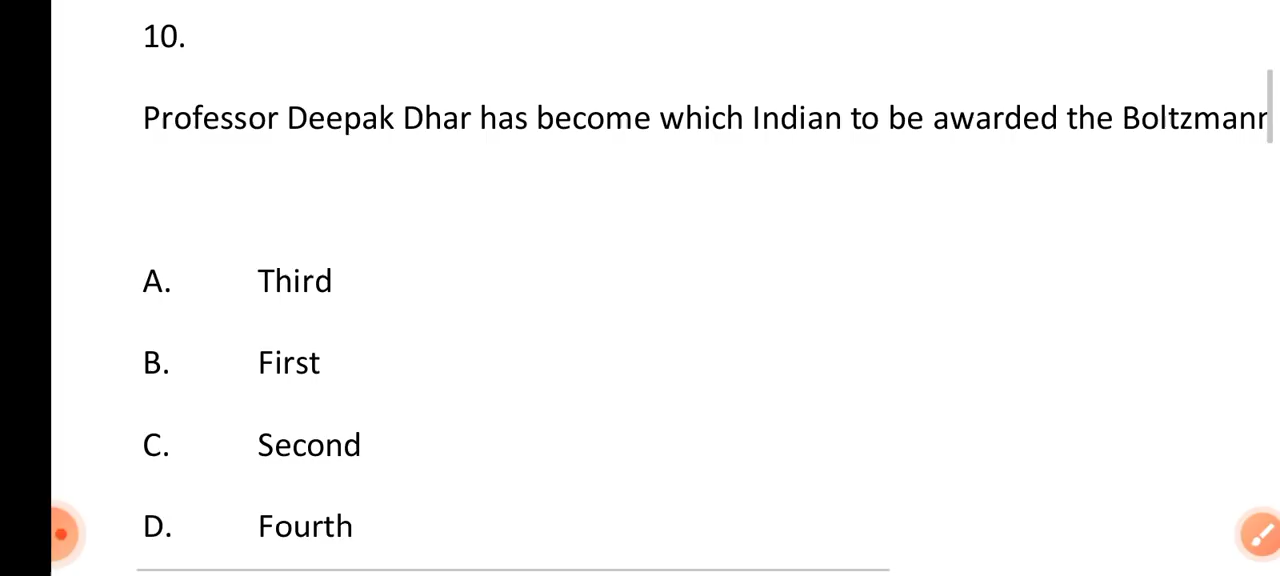 10.
Professor Deepak Dhar has become which Indian to be awarded the Boltzmann
A. Third
B. First
C. Second
D. Fourth